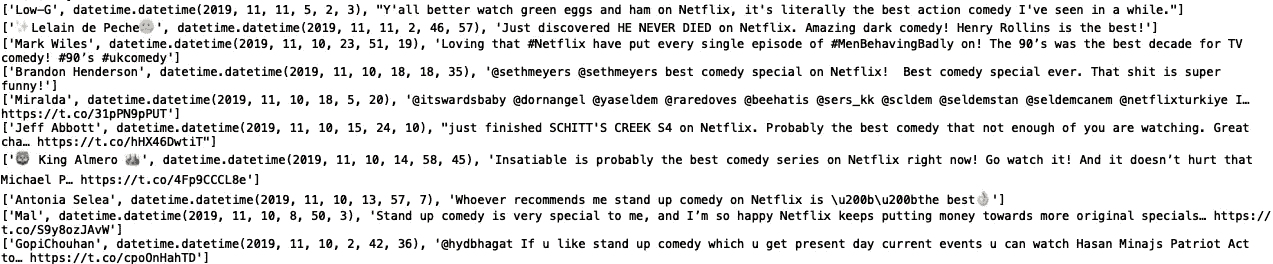 ['Low-G', datetime.datetime(2019, 11, 11, 5, 2, 3), "Y'all better watch green eggs and ham on Netflix, it's literally the best action comedy I've seen in a while."]
['✨Lelain de Peche🌚', datetime.datetime(2019, 11, 11, 2, 46, 57), 'Just discovered HE NEVER DIED on Netflix. Amazing dark comedy! Henry Rollins is the best!']
['Mark Wiles', datetime.datetime(2019, 11, 10, 23, 51, 19), 'Loving that #Netflix have put every single episode of #MenBehavingBadly on! The 90’s was the best decade for TV
comedy! #90’s #ukcomedy']
['Brandon Henderson', datetime.datetime(2019, 11, 10, 18, 18, 35), '@sethmeyers @sethmeyers best comedy special on Netflix!  Best comedy special ever. That shit is super
funny!']
['Miralda', datetime.datetime(2019, 11, 10, 18, 5, 20), '@itswardsbaby @dornangel @yaseldem @raredoves @beehatis @sers_kk @scldem @seldemstan @seldemcanem @netflixturkiye I…
https://t.co/31pPN9pPUT']
['Jeff Abbott', datetime.datetime(2019, 11, 10, 15, 24, 10), "just finished SCHITT'S CREEK S4 on Netflix. Probably the best comedy that not enough of you are watching. Great
cha… https://t.co/hHX46DwtiT"]
['King Almero', datetime.datetime(2019, 11, 10, 14, 58, 45), 'Insatiable is probably the best comedy series on Netflix right now! Go watch it! And it doesn’t hurt that
Michael P… https://t.co/4Fp9CCCL8e']
['Antonia Selea', datetime.datetime(2019, 11, 10, 13, 57, 7), 'Whoever recommends me stand up comedy on Netflix is \u200b\u200bthe best👌']
['Mal', datetime.datetime(2019, 11, 10, 8, 50, 3), 'Stand up comedy is very special to me, and I’m so happy Netflix keeps putting money towards more original specials… https://
t.co/S9y8ozJAvW']
['GopiChouhan', datetime.datetime(2019, 11, 10, 2, 42, 36), '@hydbhagat If u like stand up comedy which u get present day current events u can watch Hasan Minajs Patriot Act
to… https://t.co/cpoOnHahTD']